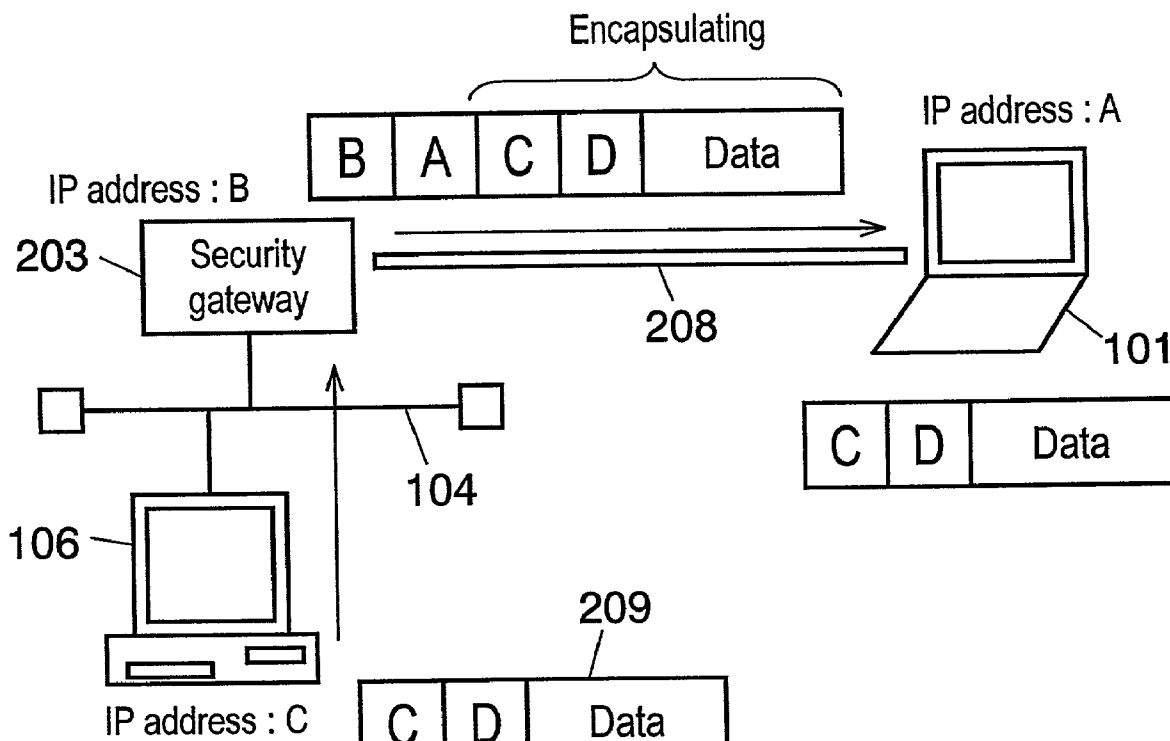 Encapsulating
IP address : A
B A C D Data
IP address : B
203
Security
gateway
208
101
C D Data
104
106
209
C D Data
IP address : C